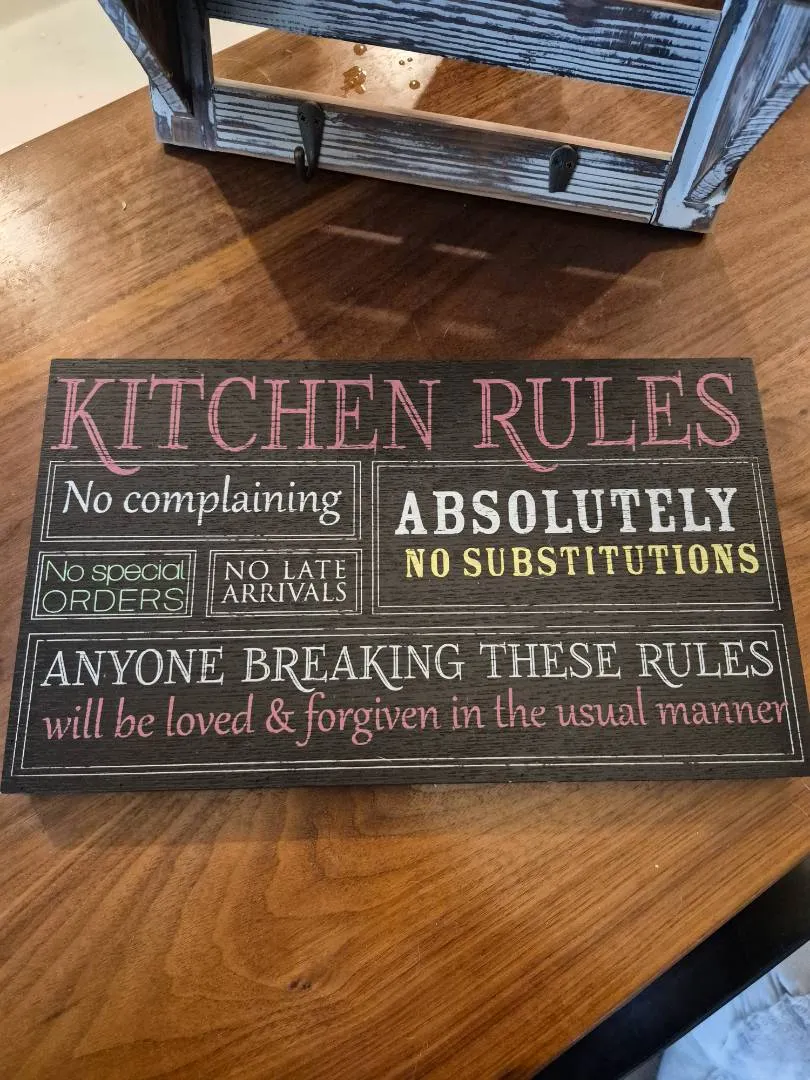 KITCHEN RULES
No complaining
ABSOLUTELY
NO SUBSTITUTIONS
No special
ORDERS
NO LATE
ARRIVALS
ANYONE BREAKING THESE RULES
will be loved & forgiven in the usual manner